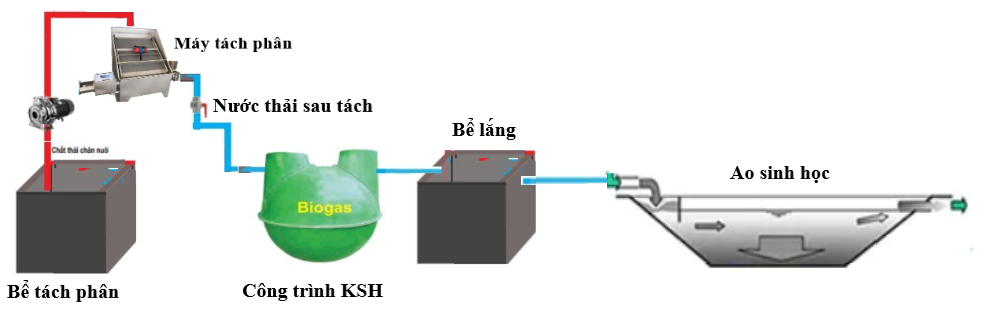 Máy tách phân
Nước thải sau tách
Chất thải chăn nuôi
Bể lắng
Ao sinh học
Biogas
Bể tách phân
Công trình KSH